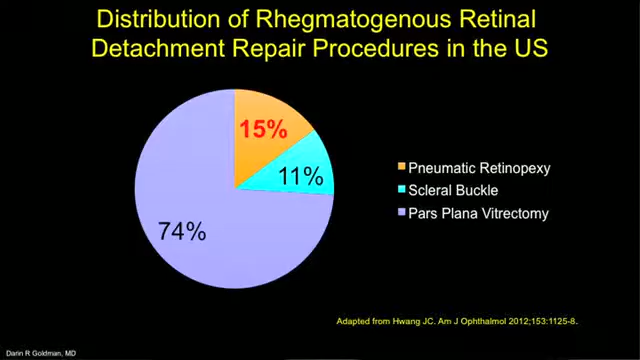 Distribution of Rhegmatogenous Retinal
Detachment Repair Procedures in the US
15%
11%
74%
Pneumatic Retinopexy
Scleral Buckle
Pars Plana Vitrectomy
Adapted from Hwang JC. Am J Ophthalmol 2012;153:1125-8.
Darin R Goldman, MD